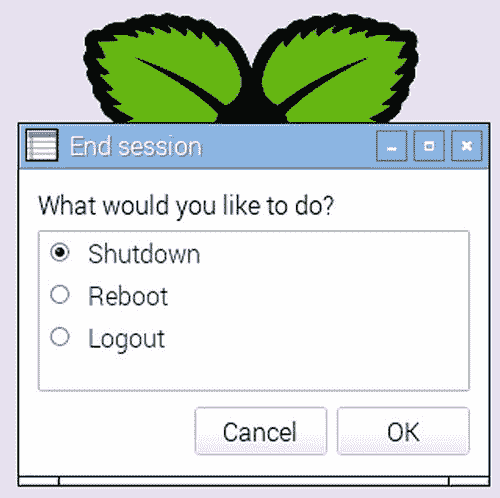 End session
What would you like to do?
Shutdown
Reboot
Logout
Cancel OK